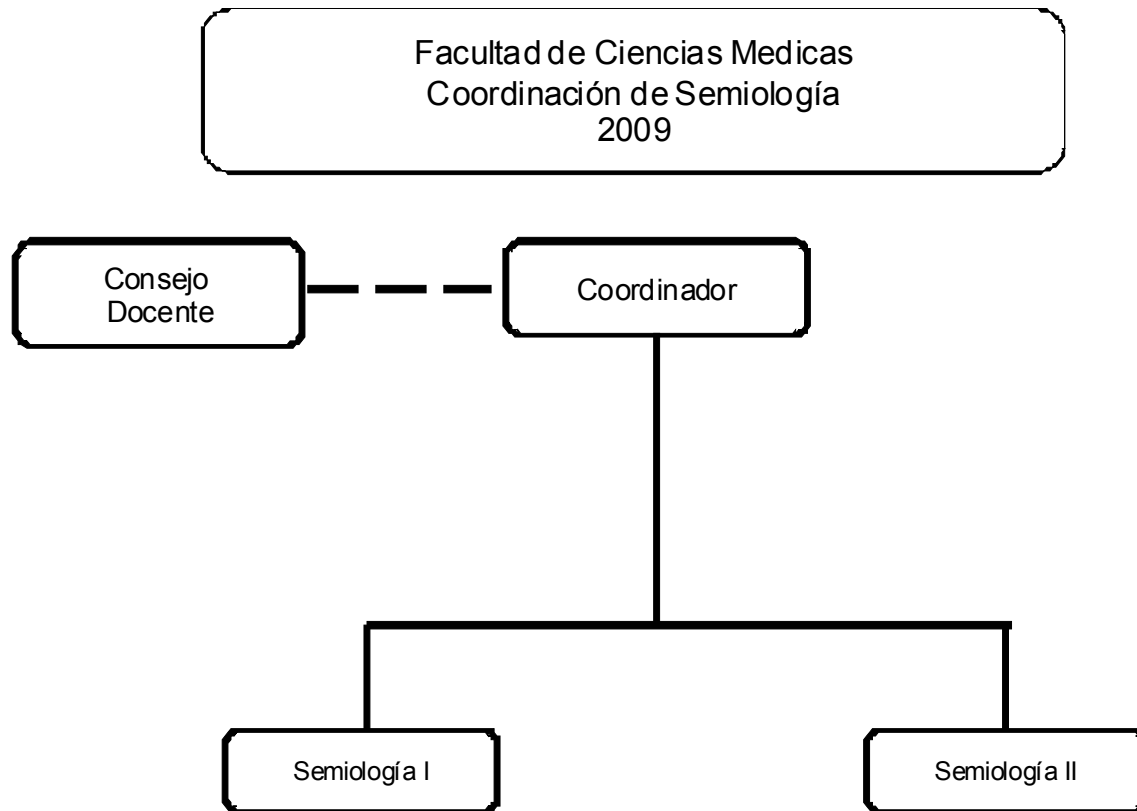 Facultad de Ciencias Medicas
Coordinación de Semiología
2009
Consejo
Docente
Coordinador
Semiología I
Semiología II